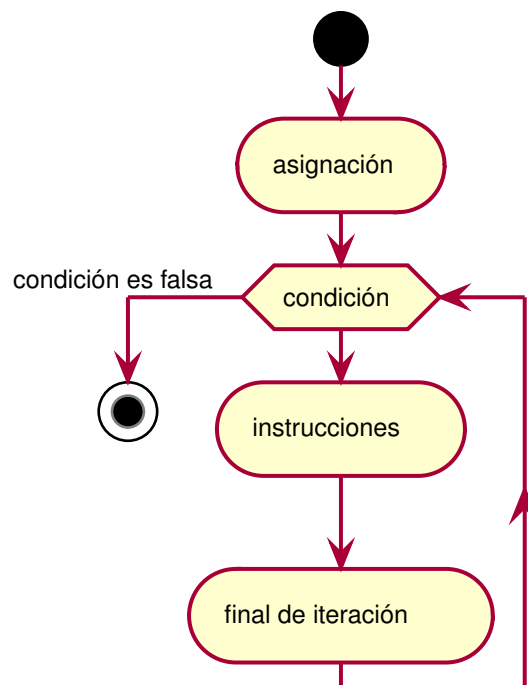 asignación
condición es falsa
condición
instrucciones
final de iteración